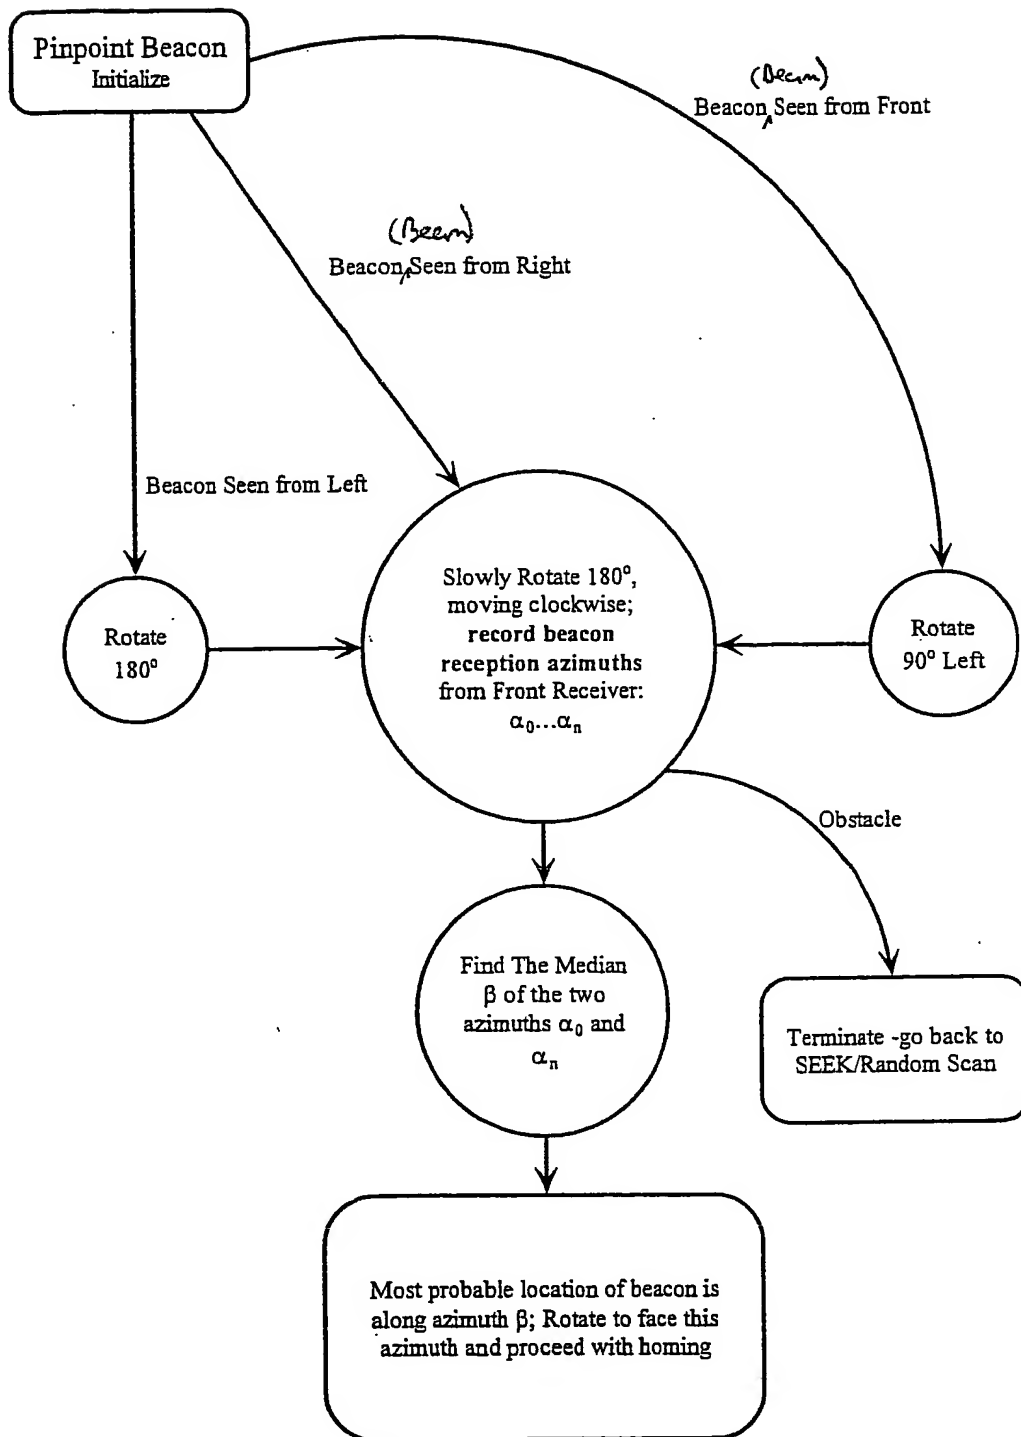 Pinpoint Beacon
Initialize
(Beam)
Beacon Seen from Front
(Beam)
Beacon Seen from Right
Beacon Seen from Left
Slowly Rotate 180°,
moving clockwise;
record beacon
reception azimuths
from Front Receiver:
α₀...αₙ
Rotate
180°
Rotate
90° Left
Obstacle
Find The Median
β of the two
azimuths α₀ and
αₙ
Terminate -go back to
SEEK/Random Scan
Most probable location of beacon is
along azimuth β; Rotate to face this
azimuth and proceed with homing